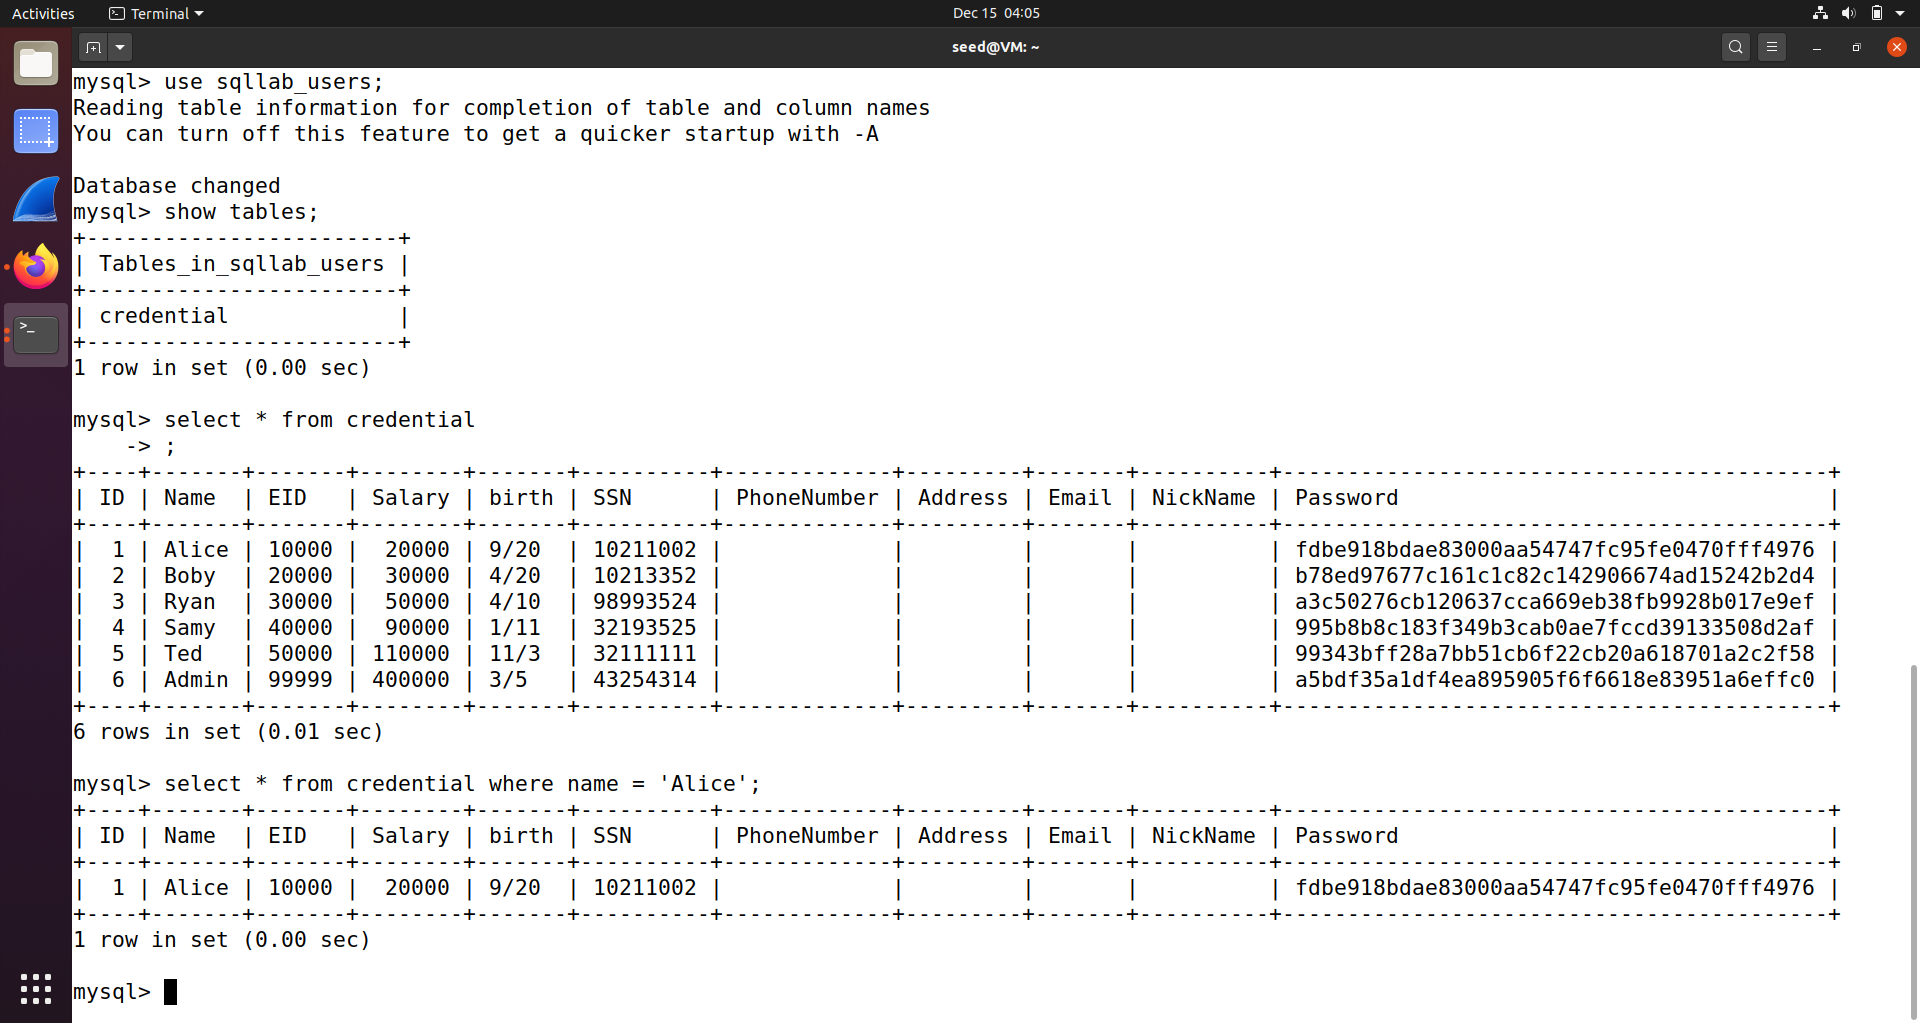 Activities Terminal Dec 15 04:05
seed@VM: ~
mysql> use sqllab_users;
Reading table information for completion of table and column names
You can turn off this feature to get a quicker startup with -A
Database changed
mysql> show tables;
+------------------------+
| Tables_in_sqllab_users |
+------------------------+
| credential             |
+------------------------+
1 row in set (0.00 sec)
mysql> select * from credential
    -> ;
+----+-------+-------+--------+-------+----------+-------------+---------+-------+----------+------------------------------------------+
| ID | Name  | EID   | Salary | birth | SSN      | PhoneNumber | Address | Email | NickName | Password                                 |
+----+-------+-------+--------+-------+----------+-------------+---------+-------+----------+------------------------------------------+
|  1 | Alice | 10000 |  20000 | 9/20  | 10211002 |             |         |       |          | fdbe918bdae83000aa54747fc95fe0470fff4976 |
|  2 | Boby  | 20000 |  30000 | 4/20  | 10213352 |             |         |       |          | b78ed97677c161c1c82c142906674ad15242b2d4 |
|  3 | Ryan  | 30000 |  50000 | 4/10  | 98993524 |             |         |       |          | a3c50276cb120637cca669eb38fb9928b017e9ef |
|  4 | Samy  | 40000 |  90000 | 1/11  | 32193525 |             |         |       |          | 995b8b8c183f349b3cab0ae7fccd39133508d2af |
|  5 | Ted   | 50000 | 110000 | 11/3  | 32111111 |             |         |       |          | 99343bff28a7bb51cb6f22cb20a618701a2c2f58 |
|  6 | Admin | 99999 | 400000 | 3/5   | 43254314 |             |         |       |          | a5bdf35a1df4ea895905f6f6618e83951a6effc0 |
+----+-------+-------+--------+-------+----------+-------------+---------+-------+----------+------------------------------------------+
6 rows in set (0.01 sec)
mysql> select * from credential where name = 'Alice';
+----+-------+-------+--------+-------+----------+-------------+---------+-------+----------+------------------------------------------+
| ID | Name  | EID   | Salary | birth | SSN      | PhoneNumber | Address | Email | NickName | Password                                 |
+----+-------+-------+--------+-------+----------+-------------+---------+-------+----------+------------------------------------------+
|  1 | Alice | 10000 |  20000 | 9/20  | 10211002 |             |         |       |          | fdbe918bdae83000aa54747fc95fe0470fff4976 |
+----+-------+-------+--------+-------+----------+-------------+---------+-------+----------+------------------------------------------+
1 row in set (0.00 sec)
mysql>